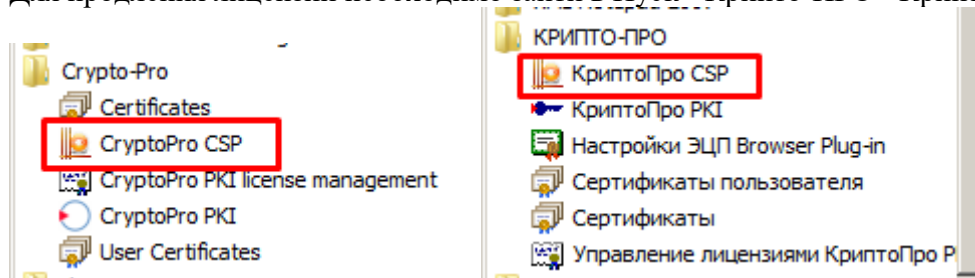 Crypto-Pro
Certificates
CryptoPro CSP
CryptoPro PKI license management
CryptoPro PKI
User Certificates
КРИПТО-ПРО
КриптоПро CSP
КриптоПро PKI
Настройки ЭЦП Browser Plug-in
Сертификаты пользователя
Сертификаты
Управление лицензиями КриптоПро P